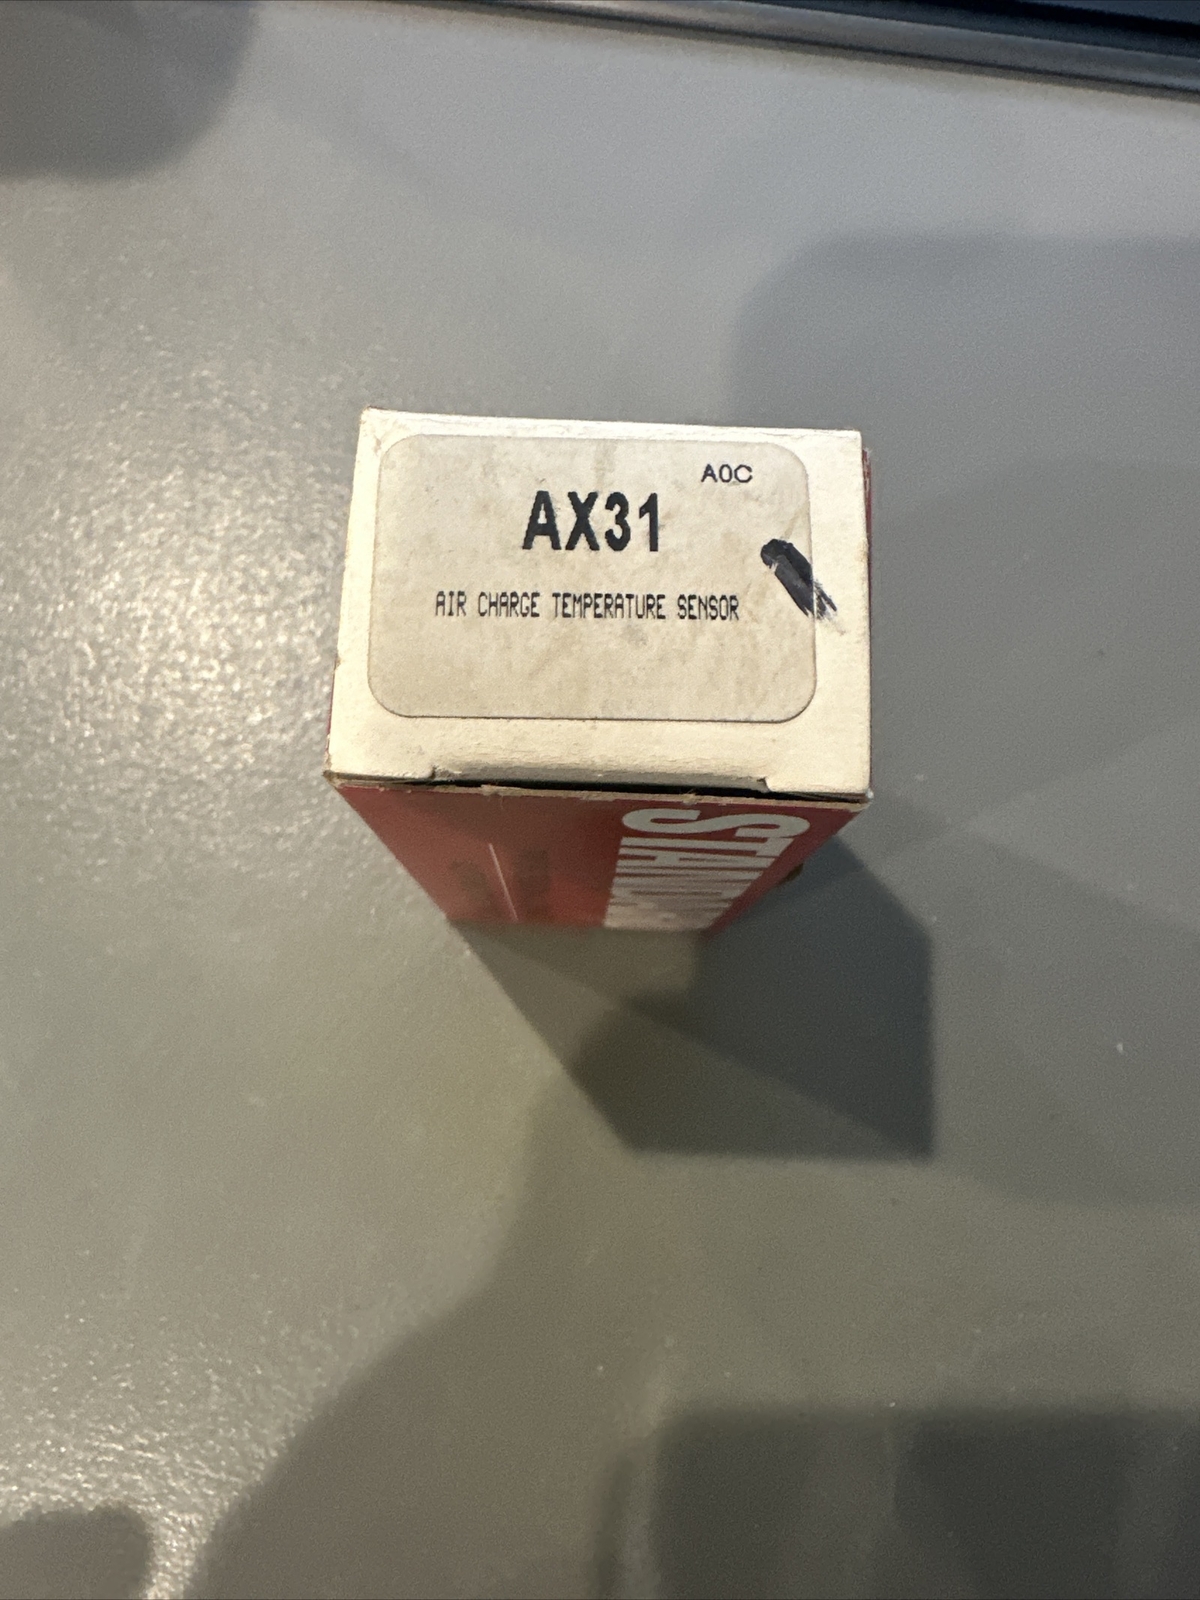 A0C
AX31
AIR CHARGE TEMPERATURE SENSOR